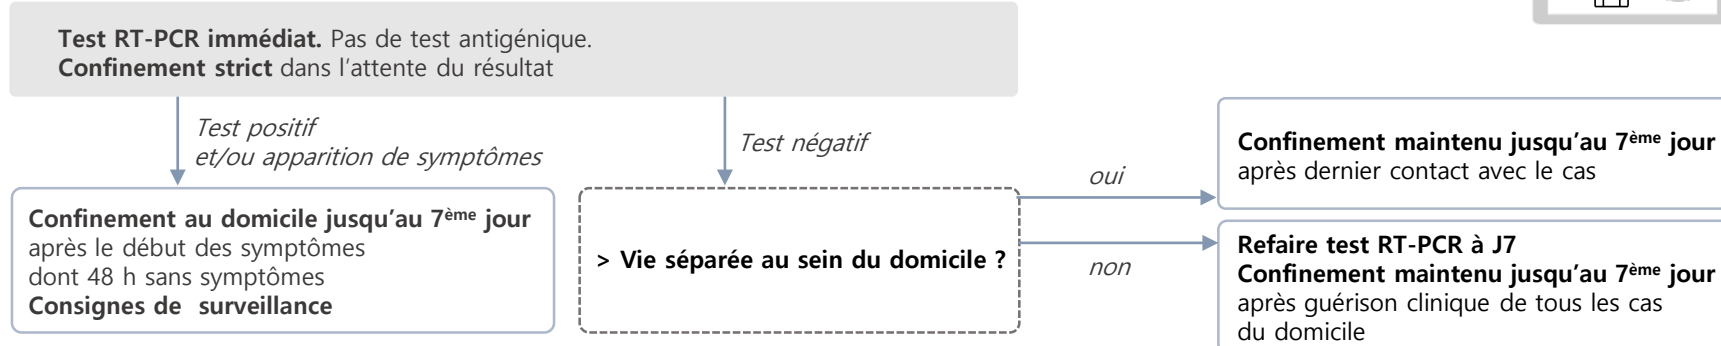 Test RT-PCR immédiat. Pas de test antigénique.
Confinement strict dans l'attente du résultat
Test positif
et/ou apparition de symptômes
Test négatif
Confinement au domicile jusqu'au 7ème jour
après le début des symptômes
dont 48 h sans symptômes
Consignes de surveillance
> Vie séparée au sein du domicile ?
oui
Confinement maintenu jusqu'au 7ème jour
après dernier contact avec le cas
non
Refaire test RT-PCR à J7
Confinement maintenu jusqu'au 7ème jour
après guérison clinique de tous les cas
du domicile